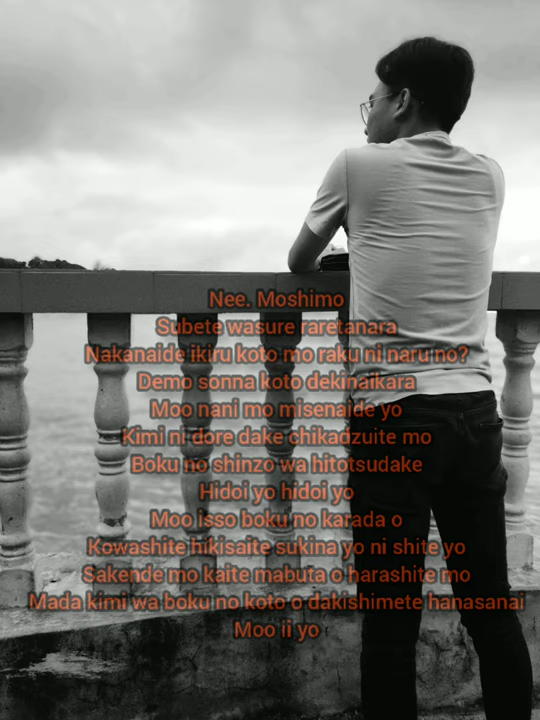 Nee. Moshimo
Subete wasure raretanara
Nakanaide ikiru koto mo raku ni naru no?
Demo sonna koto dekinaikara
Moo nani mo misenaide yo
Kimi ni dore dake chikadzuite mo
Boku no shinzo wa hitotsudake
Hidoi yo hidoi yo
Moo isso boku no karada o
Kowashite hikisaite sukina yo ni shite yo
Sakende mo kaite mabuta o harashite mo
Mada kimi wa boku no koto o dakishimete hanasanai
Moo ii yo